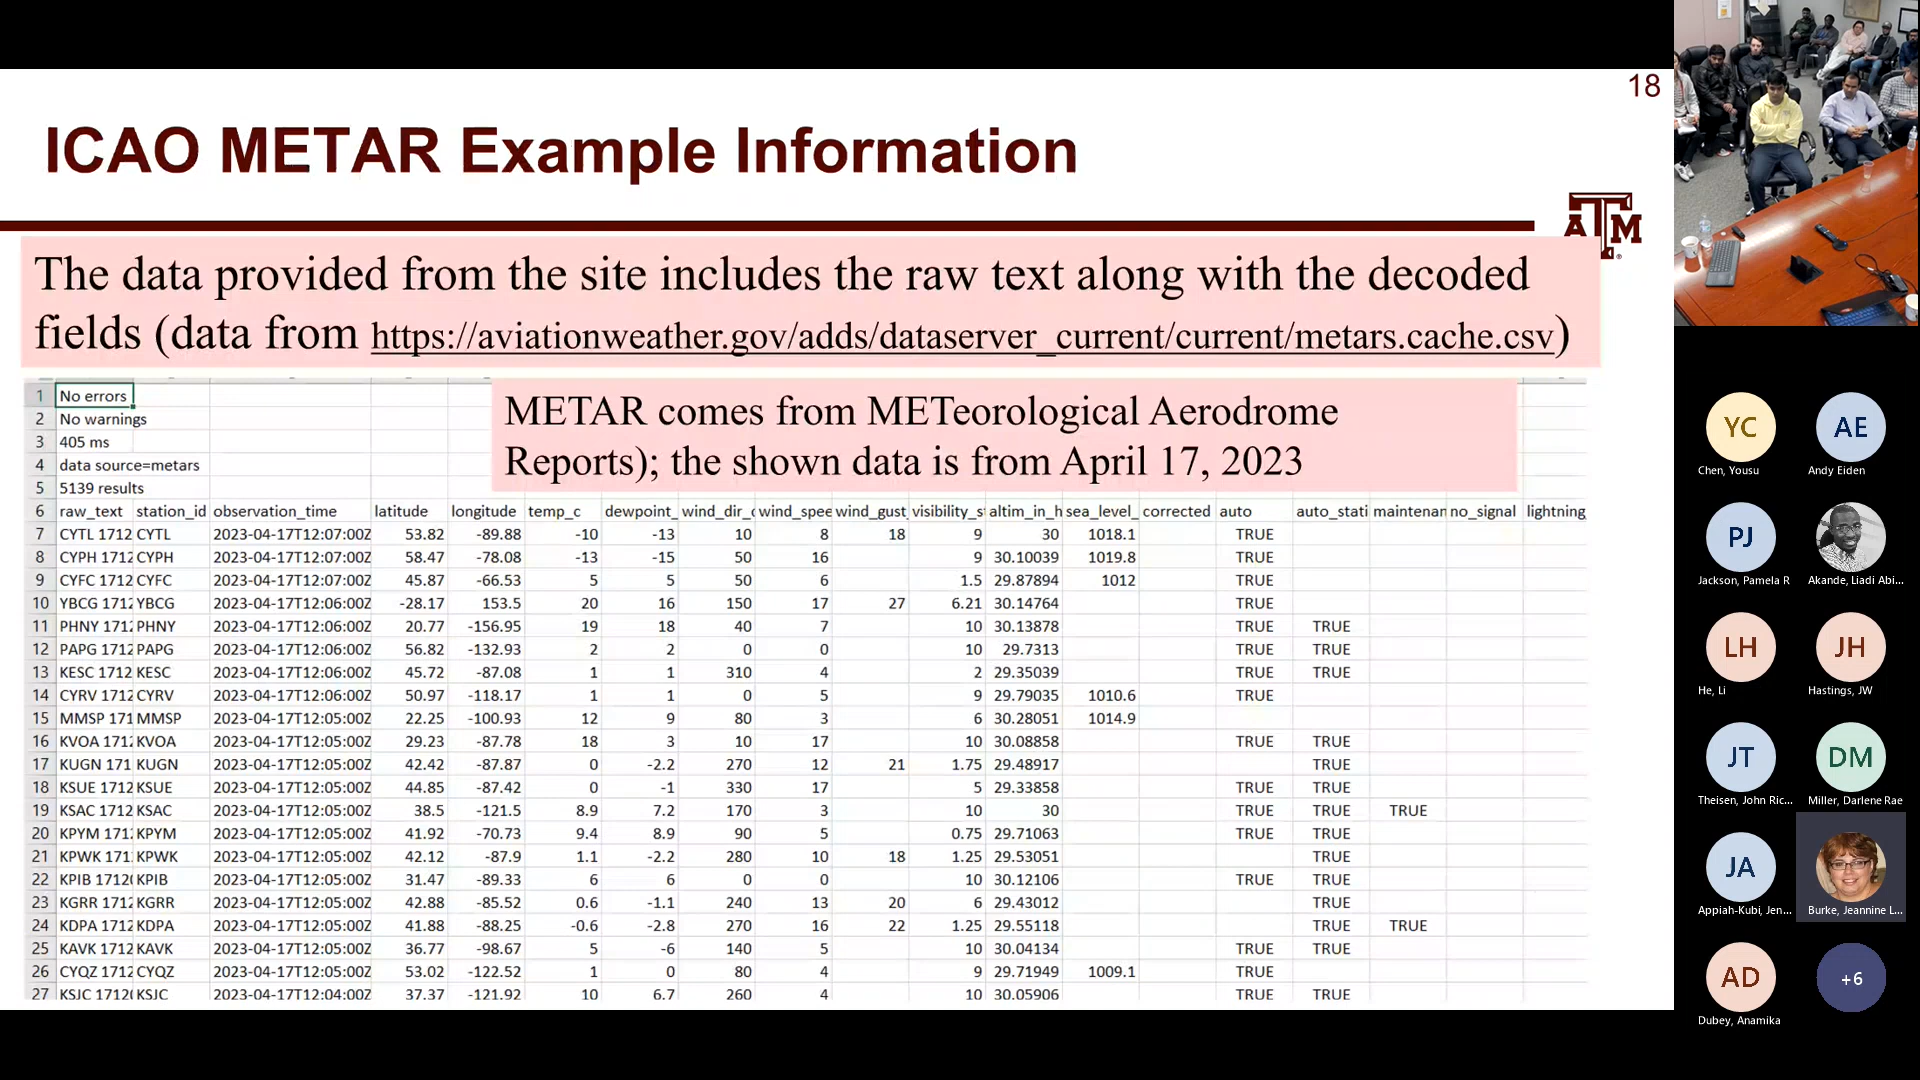 18
ICAO METAR Example Information
ATM
The data provided from the site includes the raw text along with the decoded
fields (data from https://aviationweather.gov/adds/dataserver_current/current/metars.cache.csv)
METAR comes from METeorological Aerodrome
Reports); the shown data is from April 17, 2023
1 No errors
2 No warnings
3 405 ms
4 data source=metars
5 5139 results
6 raw_text station_id observation_time latitude longitude temp_c dewpoint_ wind_dir_ wind_spee wind_gust_ visibility_s altim_in_h sea_level_ corrected auto auto_stati maintenan no_signal lightning
7 CYTL 1712 CYTL 2023-04-17T12:07:00Z 53.82 -89.88 -10 -13 10 8 18 9 30 1018.1 TRUE
8 CYPH 1712 CYPH 2023-04-17T12:07:00Z 58.47 -78.08 -13 -15 50 16 9 30.10039 1019.8 TRUE
9 CYFC 1712 CYFC 2023-04-17T12:07:00Z 45.87 -66.53 5 5 50 6 1.5 29.87894 1012 TRUE
10 YBCG 1712 YBCG 2023-04-17T12:06:00Z -28.17 153.5 20 16 150 17 27 6.21 30.14764 TRUE
11 PHNY 1712 PHNY 2023-04-17T12:06:00Z 20.77 -156.95 19 18 40 7 10 30.13878 TRUE TRUE
12 PAPG 1712 PAPG 2023-04-17T12:06:00Z 56.82 -132.93 2 2 0 0 10 29.7313 TRUE TRUE
13 KESC 1712 KESC 2023-04-17T12:06:00Z 45.72 -87.08 1 1 310 4 2 29.35039 TRUE TRUE
14 CYRV 1712 CYRV 2023-04-17T12:06:00Z 50.97 -118.17 1 1 0 5 9 29.79035 1010.6 TRUE
15 MMSP 171 MMSP 2023-04-17T12:05:00Z 22.25 -100.93 12 9 80 3 6 30.28051 1014.9
16 KVOA 1712 KVOA 2023-04-17T12:05:00Z 29.23 -87.78 18 3 10 17 10 30.08858 TRUE TRUE
17 KUGN 171 KUGN 2023-04-17T12:05:00Z 42.42 -87.87 0 -2.2 270 12 21 1.75 29.48917 TRUE
18 KSUE 1712 KSUE 2023-04-17T12:05:00Z 44.85 -87.42 0 -1 330 17 5 29.33858 TRUE TRUE
19 KSAC 1712 KSAC 2023-04-17T12:05:00Z 38.5 -121.5 8.9 7.2 170 3 10 30 TRUE TRUE TRUE
20 KPYM 171 KPYM 2023-04-17T12:05:00Z 41.92 -70.73 9.4 8.9 90 5 0.75 29.71063 TRUE TRUE
21 KPWK 171 KPWK 2023-04-17T12:05:00Z 42.12 -87.9 1.1 -2.2 280 10 18 1.25 29.53051 TRUE
22 KPIB 1712 KPIB 2023-04-17T12:05:00Z 31.47 -89.33 6 6 0 0 10 30.12106 TRUE TRUE
23 KGRR 1712 KGRR 2023-04-17T12:05:00Z 42.88 -85.52 0.6 -1.1 240 13 20 6 29.43012 TRUE
24 KDPA 1712 KDPA 2023-04-17T12:05:00Z 41.88 -88.25 -0.6 -2.8 270 16 22 1.25 29.55118 TRUE TRUE
25 KAVK 1712 KAVK 2023-04-17T12:05:00Z 36.77 -98.67 5 -6 140 5 10 30.04134 TRUE TRUE
26 CYQZ 1712 CYQZ 2023-04-17T12:05:00Z 53.02 -122.52 1 0 80 4 9 29.71949 1009.1 TRUE
27 KSJC 1712 KSJC 2023-04-17T12:04:00Z 37.37 -121.92 10 6.7 260 4 10 30.05906 TRUE TRUE
YC AE
Chen, Yousu Andy Eiden
PJ
Jackson, Pamela R Akande, Liadi Abi...
LH JH
He, Li Hastings, JW
JT DM
Theisen, John Ric... Miller, Darlene Rae
JA
Appiah-Kubi, Jen... Burke, Jeannine L...
AD +6
Dubey, Anamika